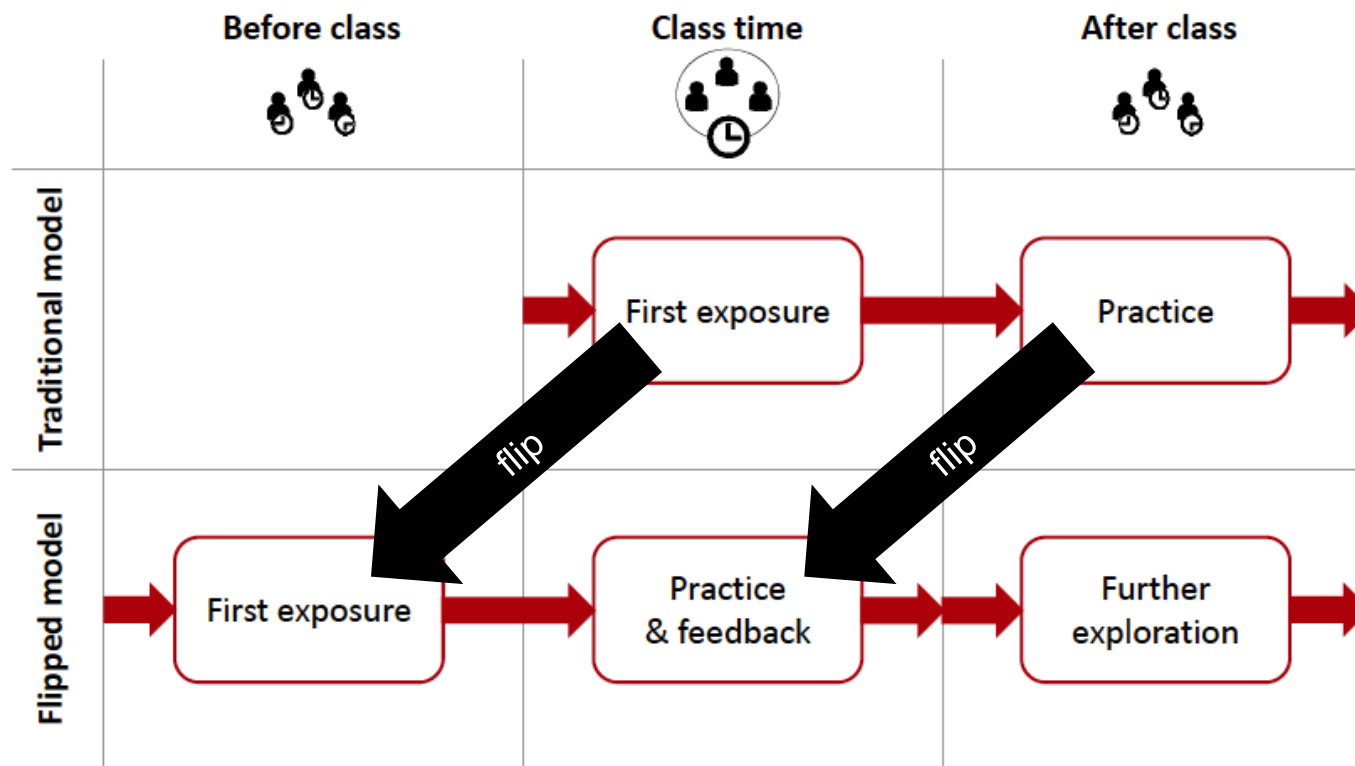 Before class
Class time
After class
Traditional model
First exposure
Practice
flip
flip
Flipped model
First exposure
Practice
& feedback
Further
exploration